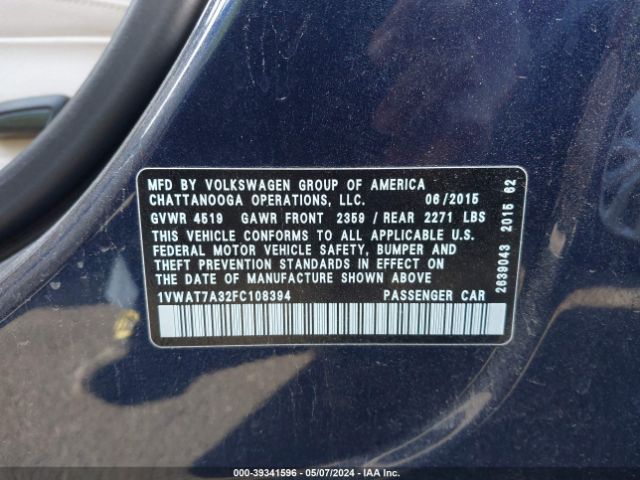 MFD BY VOLKSWAGEN GROUP OF AMERICA
CHATTANOOGA OPERATIONS, LLC. 06/2015
GVWR 4519 GAWR FRONT 2359 / REAR 2271 LBS
THIS VEHICLE CONFORMS TO ALL APPLICABLE U.S.
FEDERAL MOTOR VEHICLE SAFETY, BUMPER AND
THEFT PREVENTION STANDARDS IN EFFECT ON
THE DATE OF MANUFACTURE SHOWN ABOVE
1VWAT7A32FC108394 PASSENGER CAR
2639043 2015 62
000-39341596 - 05/07/2024 - IAA Inc.